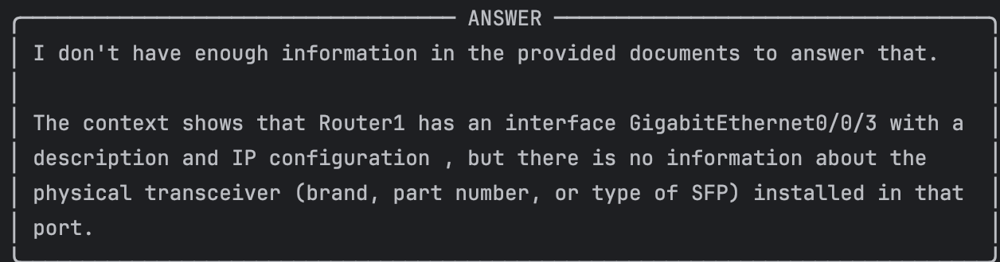 ANSWER
I don't have enough information in the provided documents to answer that.
The context shows that Router1 has an interface GigabitEthernet0/0/3 with a
description and IP configuration , but there is no information about the
physical transceiver (brand, part number, or type of SFP) installed in that
port.